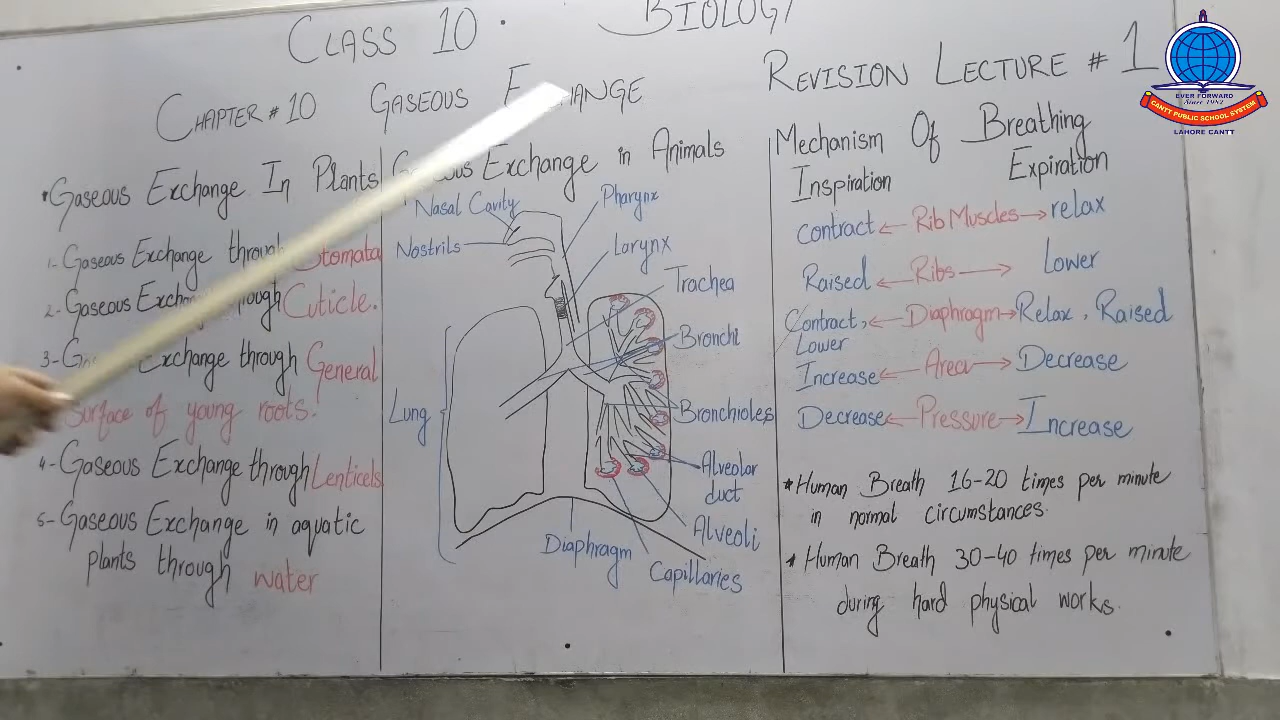 CLASS 10
BIOLOGY
CHAPTER # 10 GASEOUS EXCHANGE
REVISION LECTURE # 1
EVER FORWARD
Since 1982
CANTT PUBLIC SCHOOL SYSTEM
LAHORE CANTT
Gaseous Exchange In Plants
1- Gaseous Exchange through Stomata
2- Gaseous Exchange through Cuticle.
3- Exchange through General
Surface of young roots.
4- Gaseous Exchange through Lenticels
5- Gaseous Exchange in aquatic
plants through water
Gaseous Exchange in Animals
Nasal Cavity
Pharynx
Nostrils
Larynx
Trachea
Bronchi
Lung
Bronchioles
Alveolar
duct
Alveoli
Diaphragm
Capillaries
Mechanism Of Breathing
Inspiration Expiration
Contract ← Rib Muscles → relax
Raised ← Ribs → Lower
Contract, ← Diaphragm → Relax, Raised
Lower
Increase ← Area → Decrease
Decrease ← Pressure → Increase
* Human Breath 16-20 times per minute
in normal circumstances.
* Human Breath 30-40 times per minute
during hard physical works.